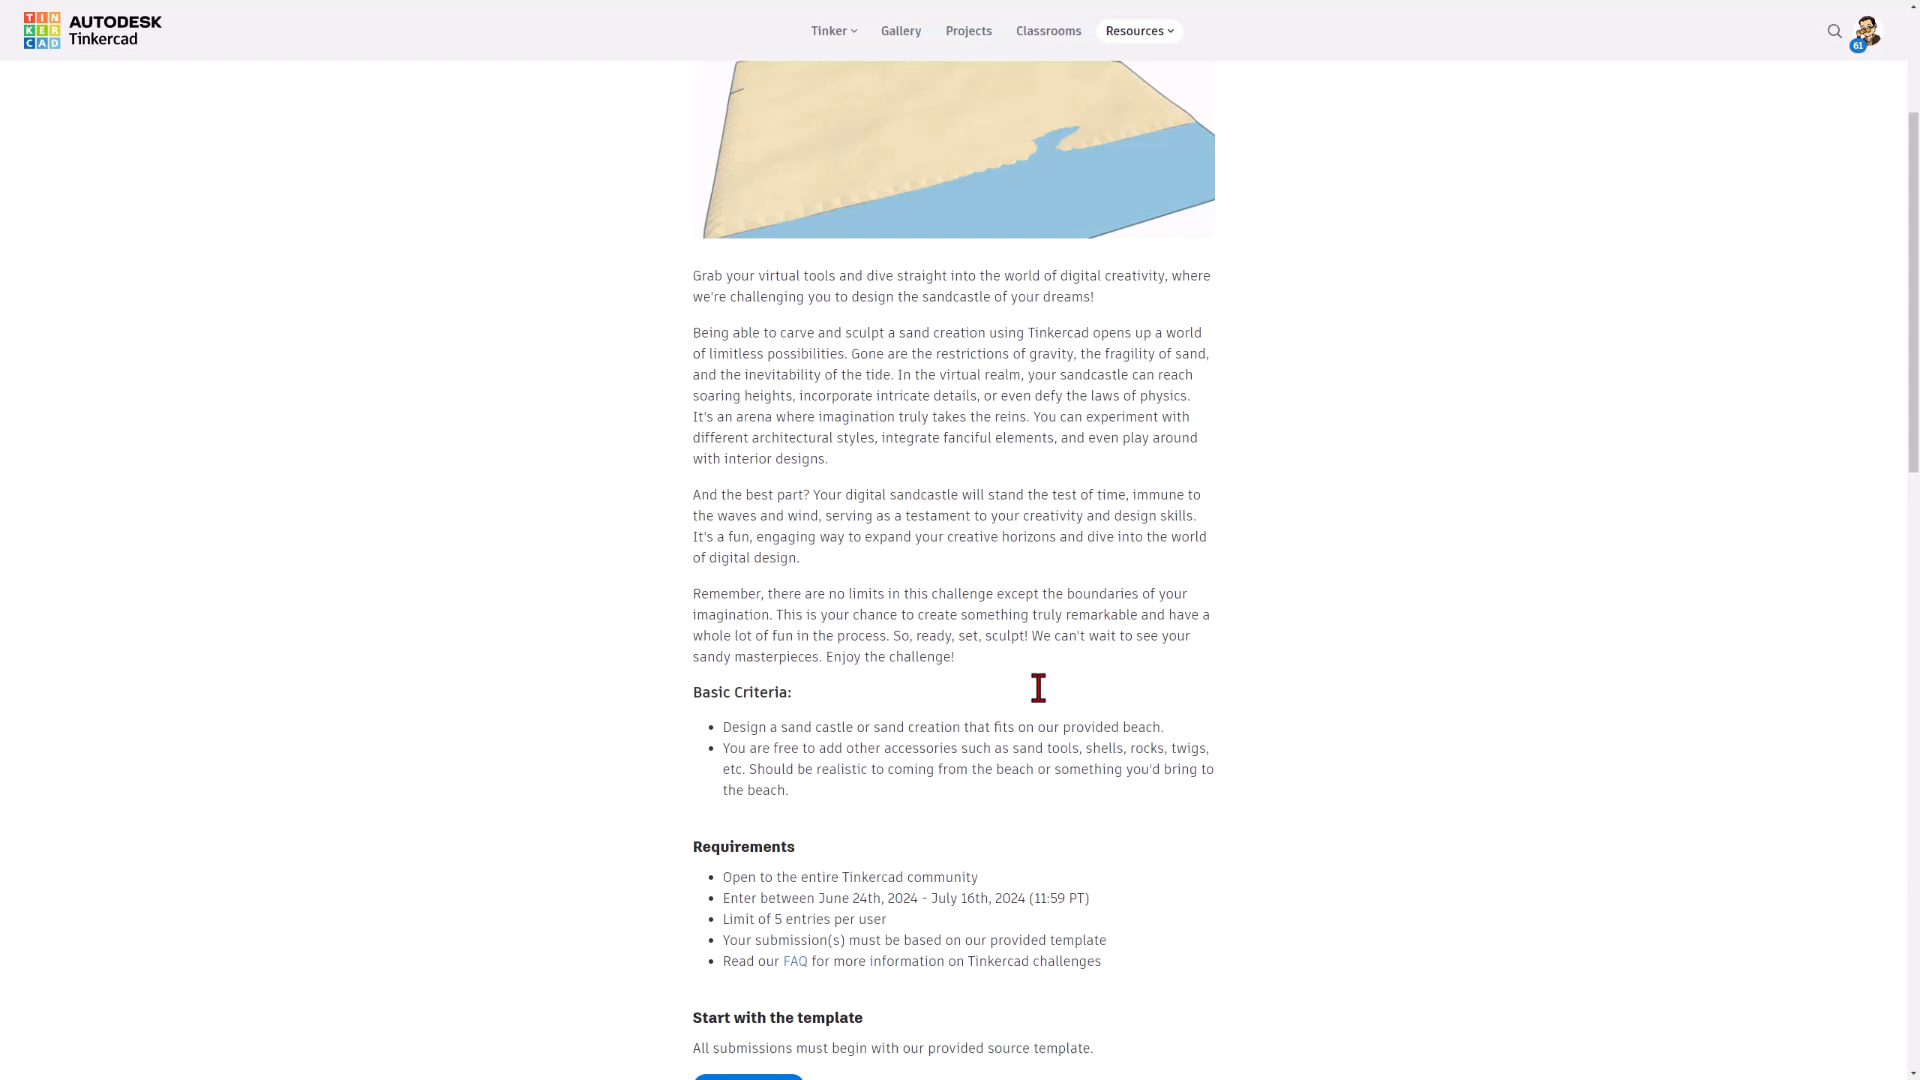 TIN
KER
CAD
AUTODESK
Tinkercad
Tinker
Gallery
Projects
Classrooms
Resources
61
Grab your virtual tools and dive straight into the world of digital creativity, where
we're challenging you to design the sandcastle of your dreams!
Being able to carve and sculpt a sand creation using Tinkercad opens up a world
of limitless possibilities. Gone are the restrictions of gravity, the fragility of sand,
and the inevitability of the tide. In the virtual realm, your sandcastle can reach
soaring heights, incorporate intricate details, or even defy the laws of physics.
It's an arena where imagination truly takes the reins. You can experiment with
different architectural styles, integrate fanciful elements, and even play around
with interior designs.
And the best part? Your digital sandcastle will stand the test of time, immune to
the waves and wind, serving as a testament to your creativity and design skills.
It's a fun, engaging way to expand your creative horizons and dive into the world
of digital design.
Remember, there are no limits in this challenge except the boundaries of your
imagination. This is your chance to create something truly remarkable and have a
whole lot of fun in the process. So, ready, set, sculpt! We can't wait to see your
sandy masterpieces. Enjoy the challenge!
Basic Criteria:
• Design a sand castle or sand creation that fits on our provided beach.
• You are free to add other accessories such as sand tools, shells, rocks, twigs,
etc. Should be realistic to coming from the beach or something you'd bring to
the beach.
Requirements
• Open to the entire Tinkercad community
• Enter between June 24th, 2024 - July 16th, 2024 (11:59 PT)
• Limit of 5 entries per user
• Your submission(s) must be based on our provided template
• Read our FAQ for more information on Tinkercad challenges
Start with the template
All submissions must begin with our provided source template.